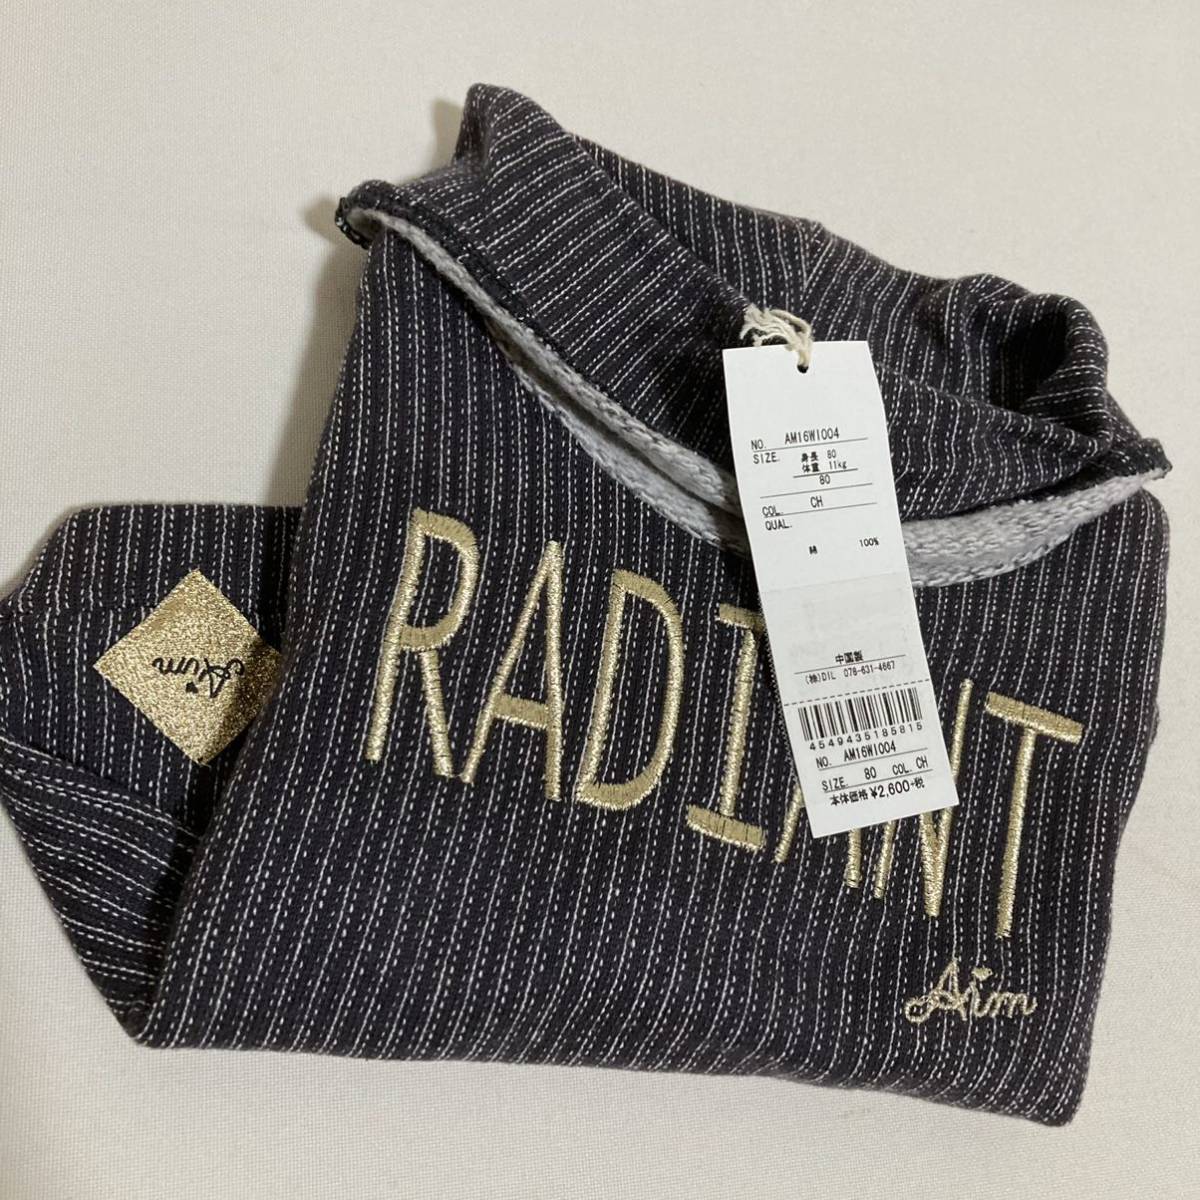 NO. AM16WI004
SIZE. 身長 80
体重 11kg
80
COL. CH
QUAL.
綿 100%
中国製
(株)DIL 078-631-4667
4549435185815
NO. AM16WI004
SIZE. 80 COL. CH
本体価格¥2,600+税
RADIANT
Aim
Aim